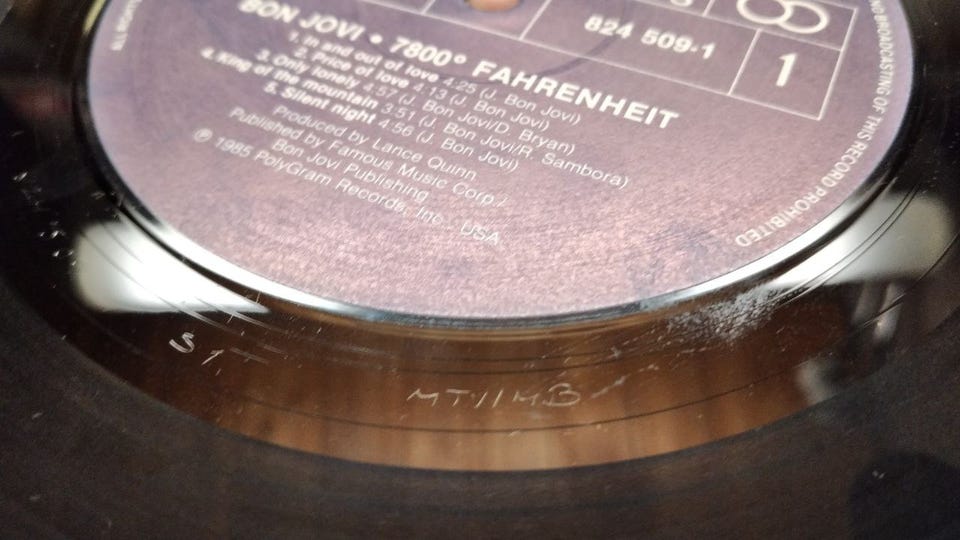 824 509-1
1
BON JOVI • 7800° FAHRENHEIT
1. In and out of love 4:25 (J. Bon Jovi)
2. Price of love 4:13 (J. Bon Jovi)
3. Only lonely 4:57 (J. Bon Jovi/D. Bryan)
4. King of the mountain 3:51 (J. Bon Jovi/R. Sambora)
5. Silent night 4:56 (J. Bon Jovi)
Produced by Lance Quinn
Published by Famous Music Corp./
Bon Jovi Publishing
℗ 1985 PolyGram Records, Inc., USA
BROADCASTING OF THIS RECORD PROHIBITED
S1